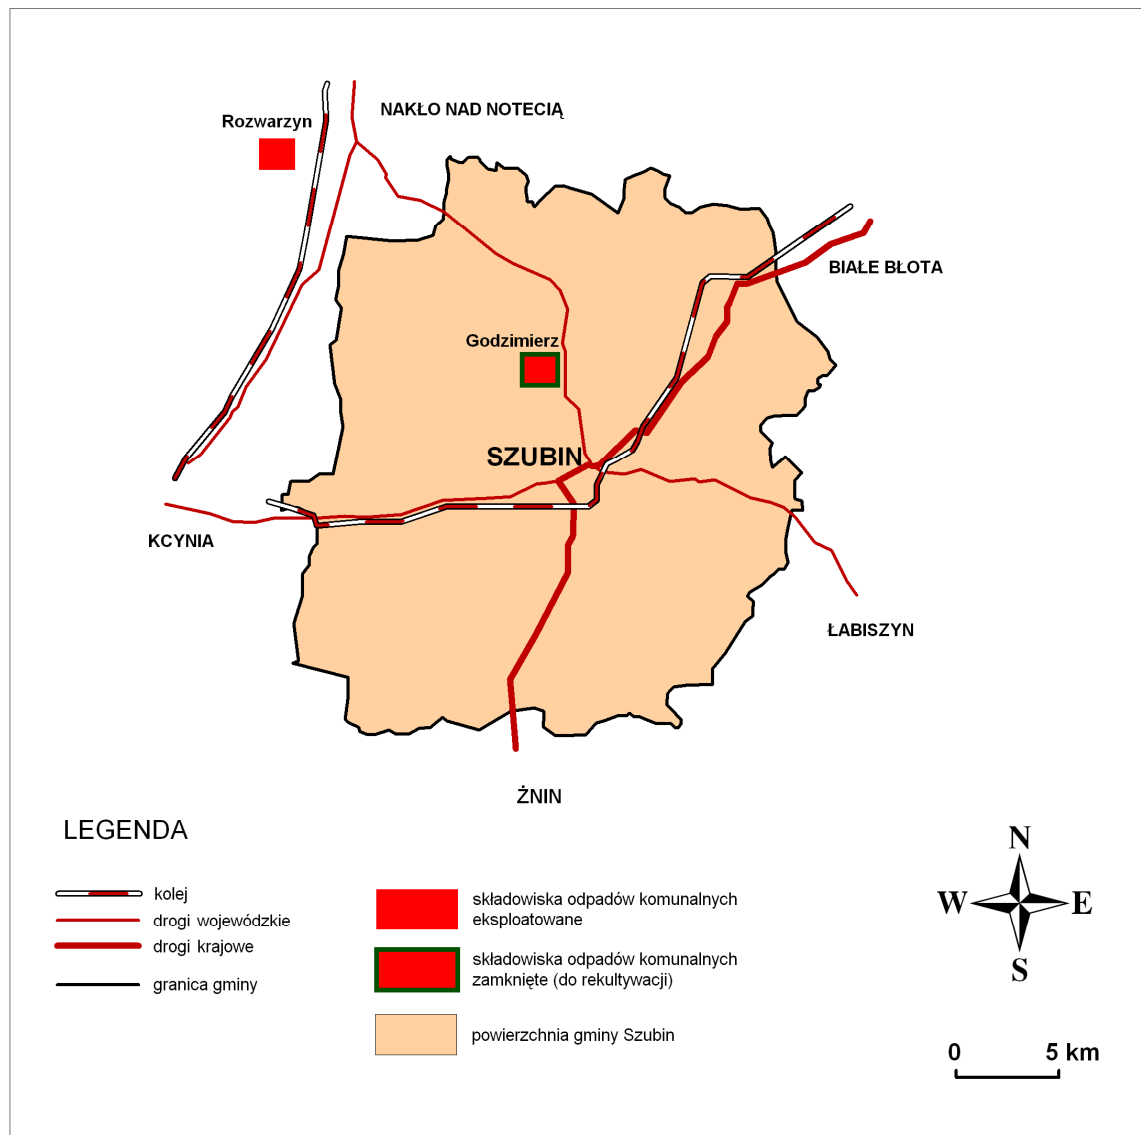 NAKŁO NAD NOTECIĄ
Rozwarzyn
BIAŁE BŁOTA
Godzimierz
SZUBIN
KCYNIA
ŁABISZYN
ŻNIN
LEGENDA
kolej
drogi wojewódzkie
drogi krajowe
granica gminy
składowiska odpadów komunalnych
eksploatowane
składowiska odpadów komunalnych
zamknięte (do rekultywacji)
powierzchnia gminy Szubin
N
W E
S
0 5 km